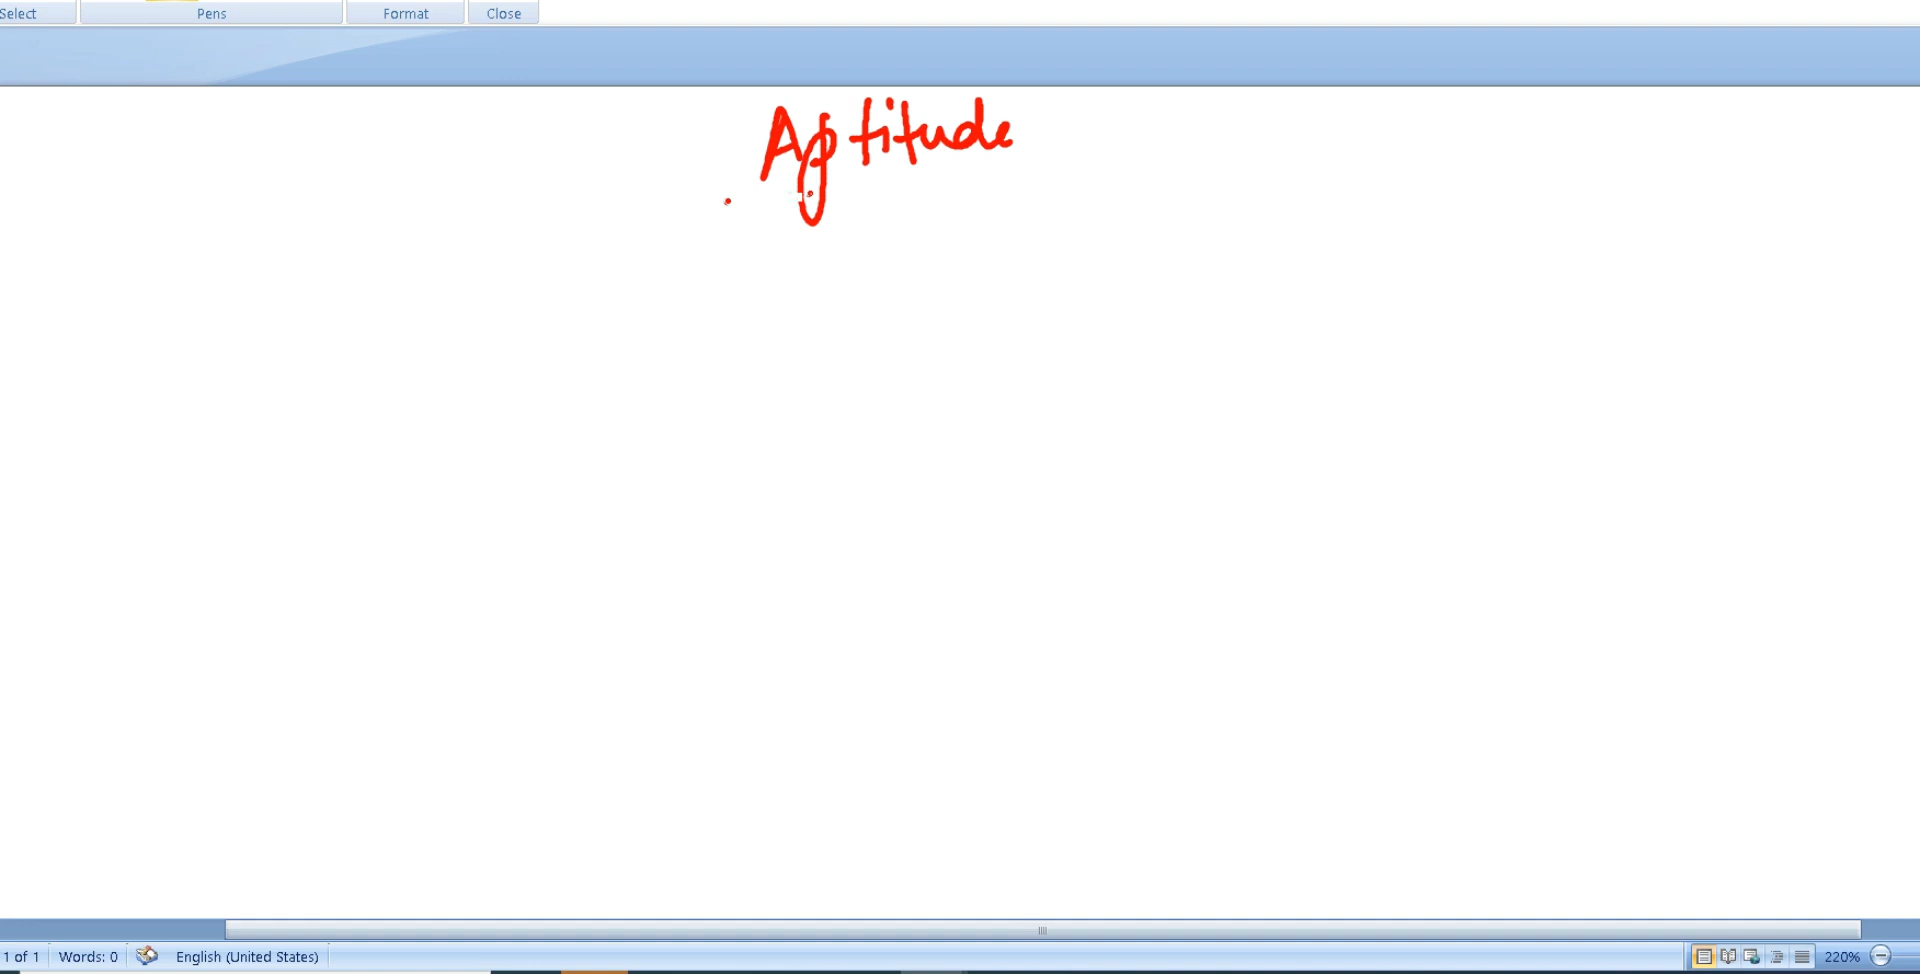 Select Pens Format Close
Aptitude
1 of 1 Words: 0 English (United States) 220%